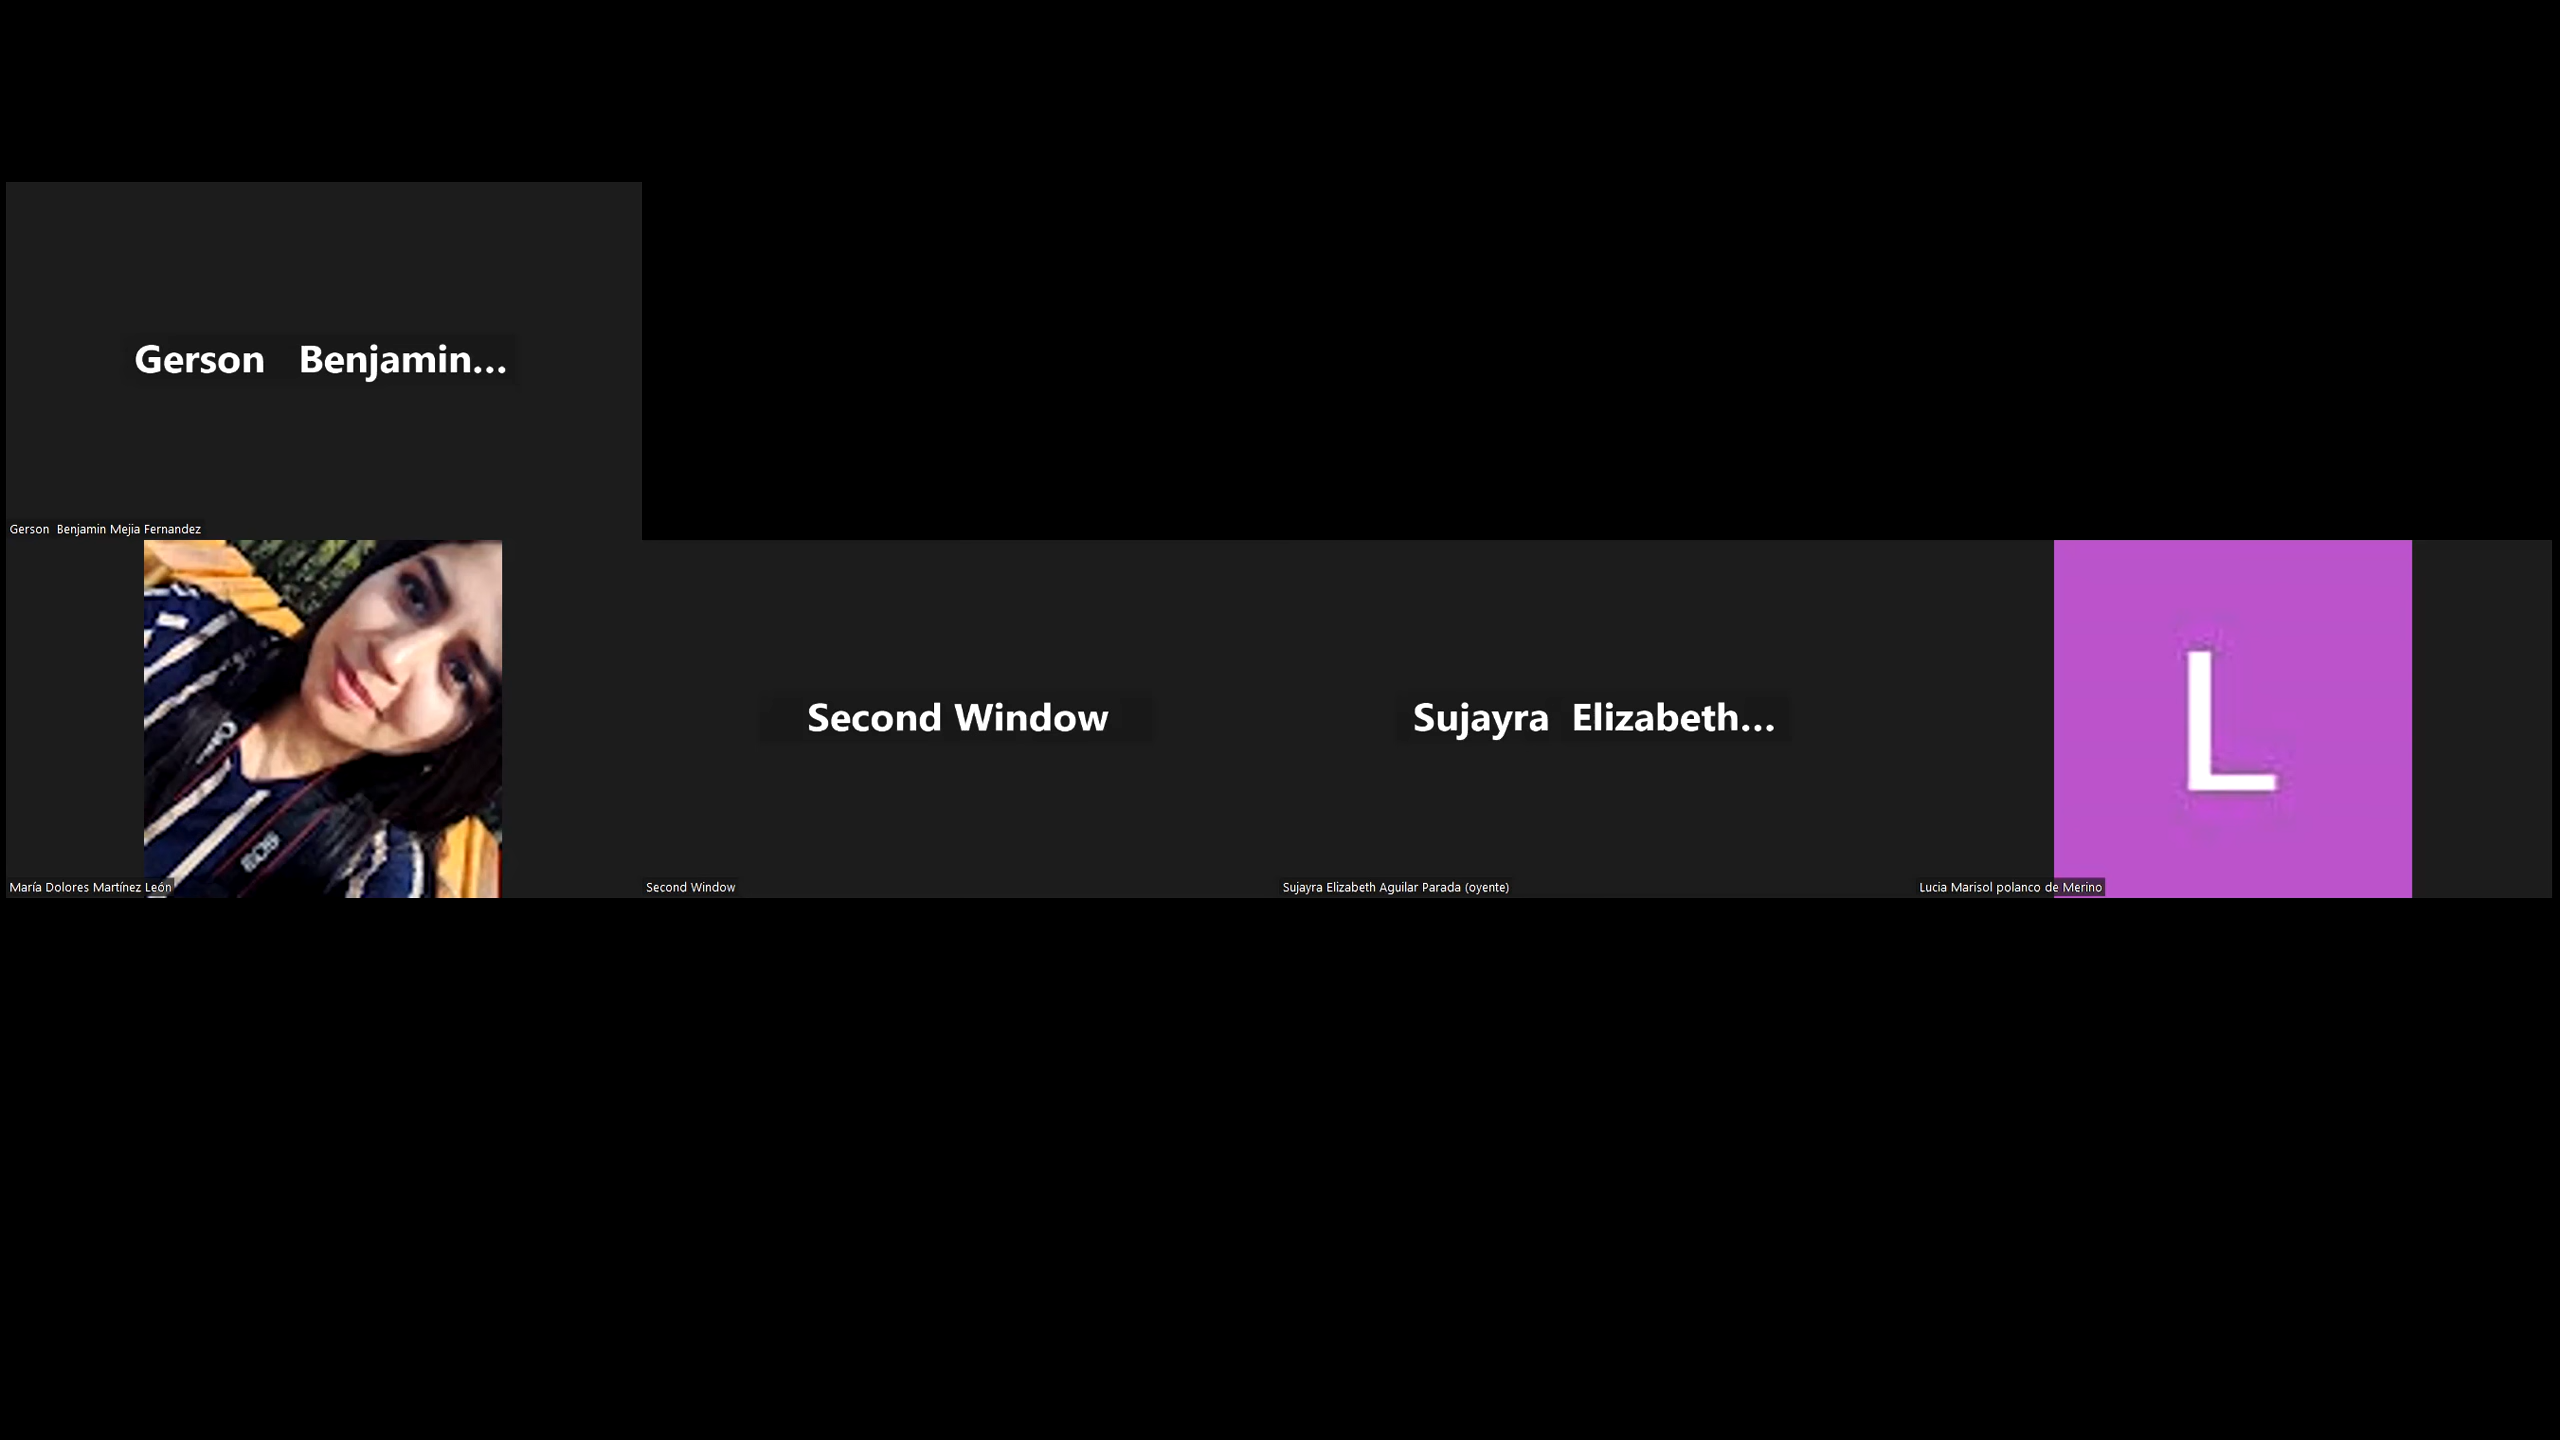 Gerson Benjamin...
Gerson Benjamin Mejia Fernandez
EOS
María Dolores Martínez León
Second Window
Second Window
Sujayra Elizabeth...
Sujayra Elizabeth Aguilar Parada (oyente)
L
Lucia Marisol polanco de Merino